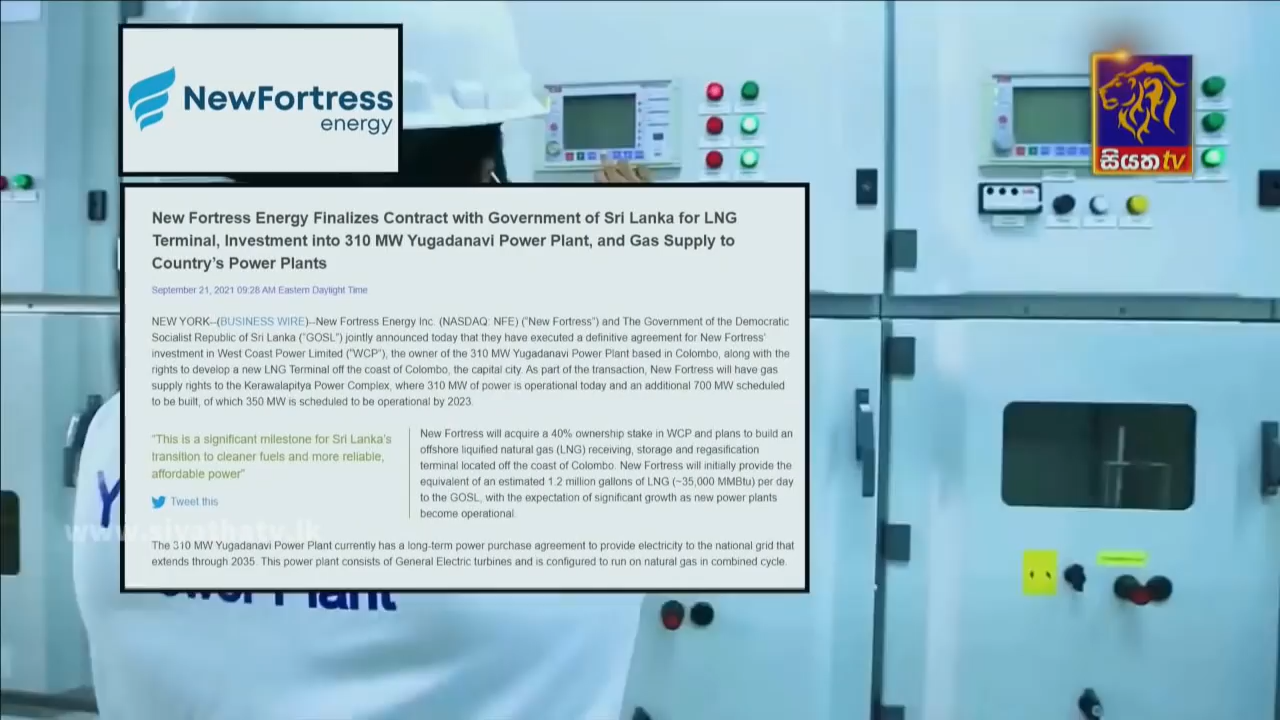 NewFortress
energy
සියත tv
New Fortress Energy Finalizes Contract with Government of Sri Lanka for LNG
Terminal, Investment into 310 MW Yugadanavi Power Plant, and Gas Supply to
Country's Power Plants
September 21, 2021 09:28 AM Eastern Daylight Time
NEW YORK--(BUSINESS WIRE)--New Fortress Energy Inc. (NASDAQ: NFE) ("New Fortress") and The Government of the Democratic
Socialist Republic of Sri Lanka ("GOSL") jointly announced today that they have executed a definitive agreement for New Fortress'
investment in West Coast Power Limited ("WCP"), the owner of the 310 MW Yugadanavi Power Plant based in Colombo, along with the
rights to develop a new LNG Terminal off the coast of Colombo, the capital city. As part of the transaction, New Fortress will have gas
supply rights to the Kerawalapitya Power Complex, where 310 MW of power is operational today and an additional 700 MW scheduled
to be built, of which 350 MW is scheduled to be operational by 2023.
"This is a significant milestone for Sri Lanka's
transition to cleaner fuels and more reliable,
affordable power"
Tweet this
New Fortress will acquire a 40% ownership stake in WCP and plans to build an
offshore liquified natural gas (LNG) receiving, storage and regasification
terminal located off the coast of Colombo. New Fortress will initially provide the
equivalent of an estimated 1.2 million gallons of LNG (~35,000 MMBtu) per day
to the GOSL, with the expectation of significant growth as new power plants
become operational.
www.siyathatv.lk
The 310 MW Yugadanavi Power Plant currently has a long-term power purchase agreement to provide electricity to the national grid that
extends through 2035. This power plant consists of General Electric turbines and is configured to run on natural gas in combined cycle.
Power Plant